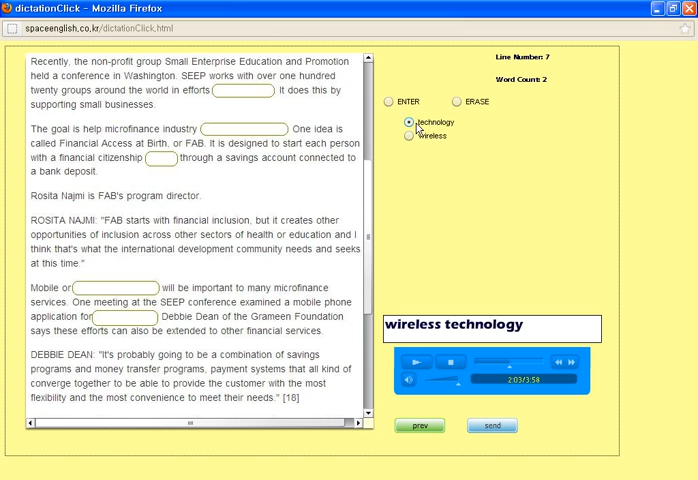 dictationClick - Mozilla Firefox
spaceenglish,co,kr/dictationClick.html
Recently, the non-profit group Small Enterprise Education and Promotion
held a conference in Washington. SEEP works with over one hundred
twenty groups around the world in efforts . It does this by
supporting small businesses.
The goal is help microfinance industry . One idea is
called Financial Access at Birth, or FAB. It is designed to start each person
with a financial citizenship through a savings account connected to
a bank deposit.
Rosita Najmi is FAB's program director.
ROSITA NAJMI: "FAB starts with financial inclusion, but it creates other
opportunities of inclusion across other sectors of health or education and I
think that's what the international development community needs and seeks
at this time."
Mobile or will be important to many microfinance
services. One meeting at the SEEP conference examined a mobile phone
application for . Debbie Dean of the Grameen Foundation
says these efforts can also be extended to other financial services.
DEBBIE DEAN: "It's probably going to be a combination of savings
programs and money transfer programs, payment systems that all kind of
converge together to be able to provide the customer with the most
flexibility and the most convenience to meet their needs." [18]
Line Number: 7
Word Count: 2
ENTER ERASE
technology
wireless
wireless technology
2:03/3:58
prev send